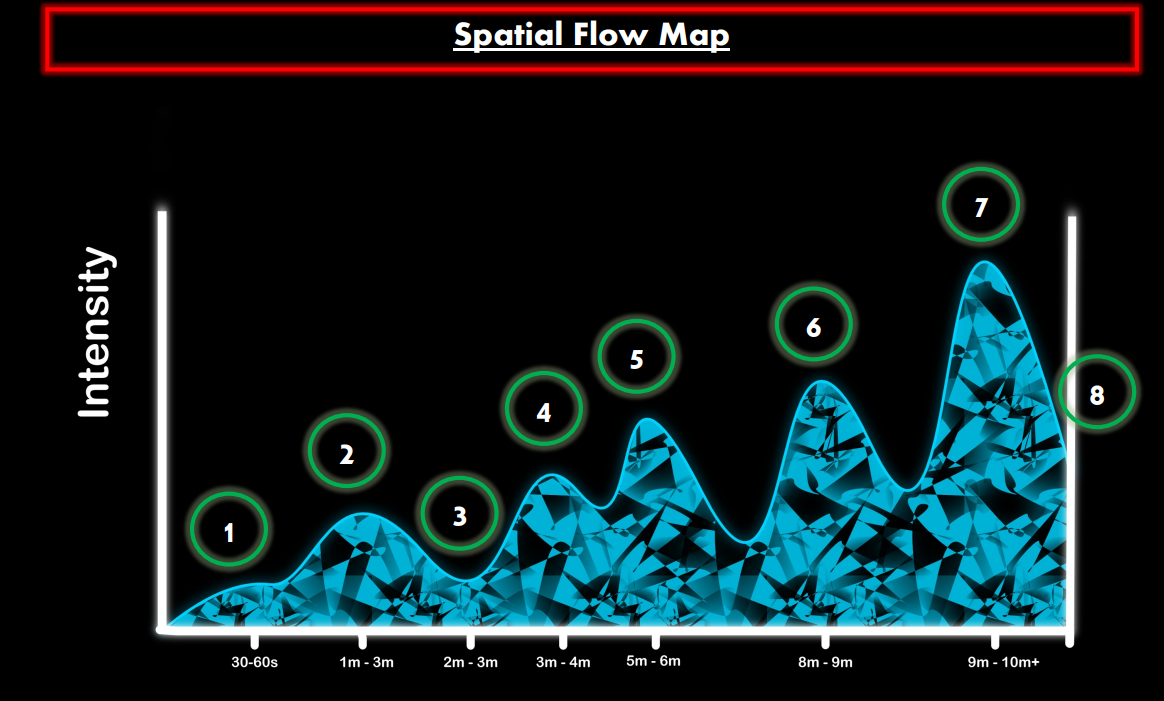 Spatial Flow Map
Intensity
1
2
3
4
5
6
7
8
30-60s
1m - 3m
2m - 3m
3m - 4m
5m - 6m
8m - 9m
9m - 10m+